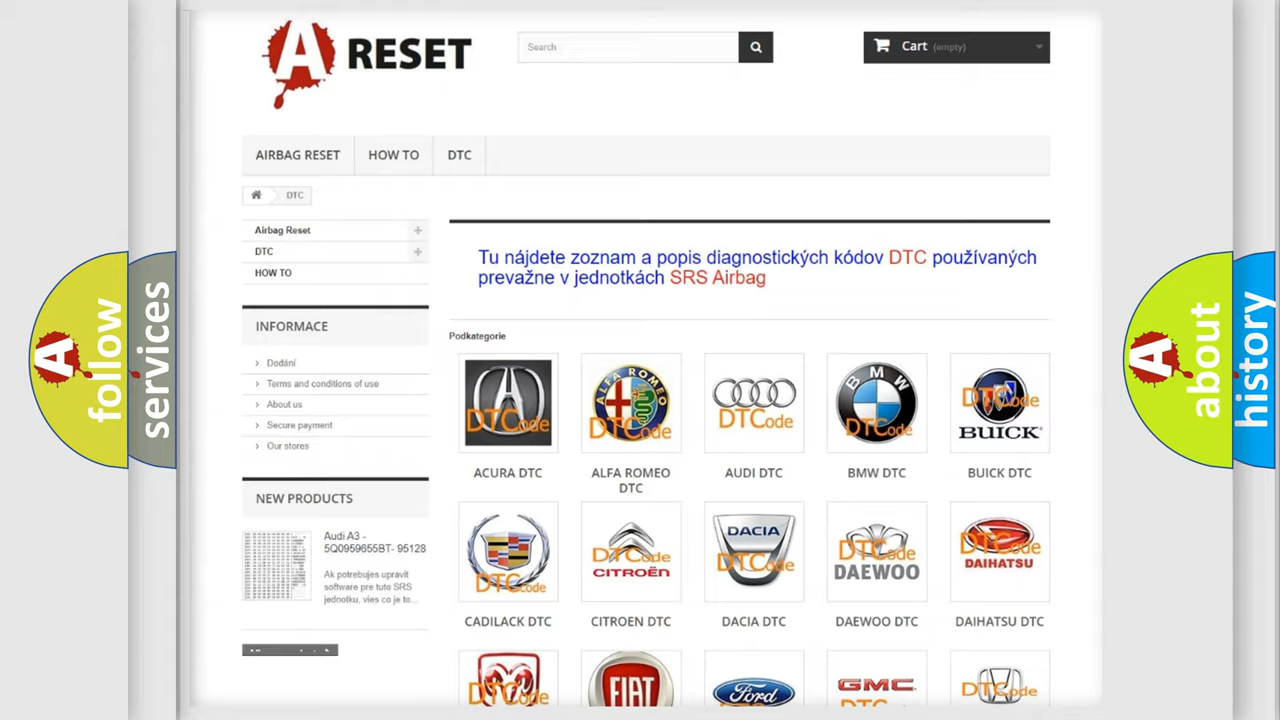 A RESET
Search
Cart (empty)
AIRBAG RESET
HOW TO
DTC
DTC
Airbag Reset
DTC
HOW TO
INFORMACE
Dodání
Terms and conditions of use
About us
Secure payment
Our stores
NEW PRODUCTS
Audi A3 -
5Q0959655BT- 95128
Ak potrebujes upravit
software pre tuto SRS
jednotku, vies co je to...
Tu nájdete zoznam a popis diagnostických kódov DTC používaných
prevažne v jednotkách SRS Airbag
Podkategorie
DTCode
ALFA ROMEO
DTCode
DTCode
BMW
DTCode
DTCode
BUICK
ACURA DTC
ALFA ROMEO
DTC
AUDI DTC
BMW DTC
BUICK DTC
DTCode
DTCode
CITROËN
DACIA
DTCode
DTCode
DAEWOO
DTCode
DAIHATSU
CADILACK DTC
CITROEN DTC
DACIA DTC
DAEWOO DTC
DAIHATSU DTC
DTCode
FIAT
Ford
GMC
DTCode
A follow
services
A about
history